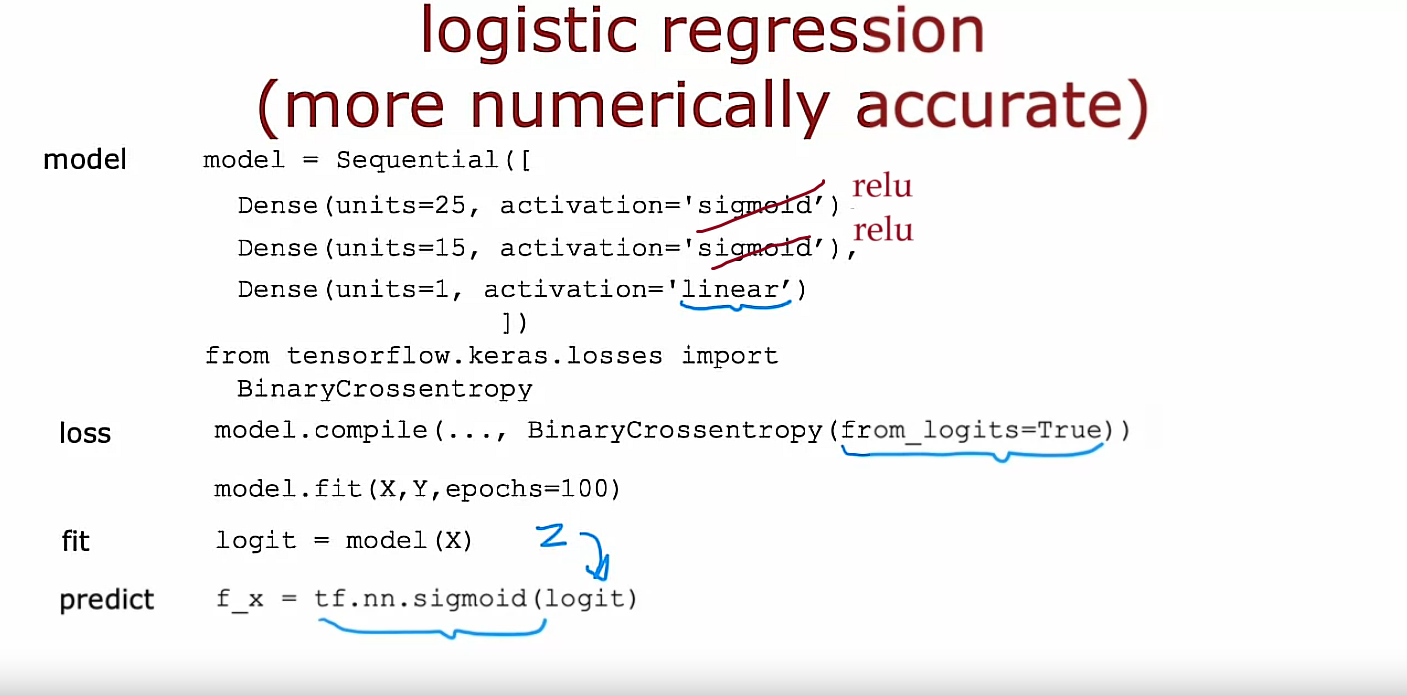 logistic regression
(more numerically accurate)
model model = Sequential([
Dense(units=25, activation='sigmoid') relu
Dense(units=15, activation='sigmoid'), relu
Dense(units=1, activation='linear')
])
from tensorflow.keras.losses import
BinaryCrossentropy
loss model.compile(..., BinaryCrossentropy(from_logits=True))
model.fit(X,Y,epochs=100)
fit logit = model(X) z
predict f_x = tf.nn.sigmoid(logit)